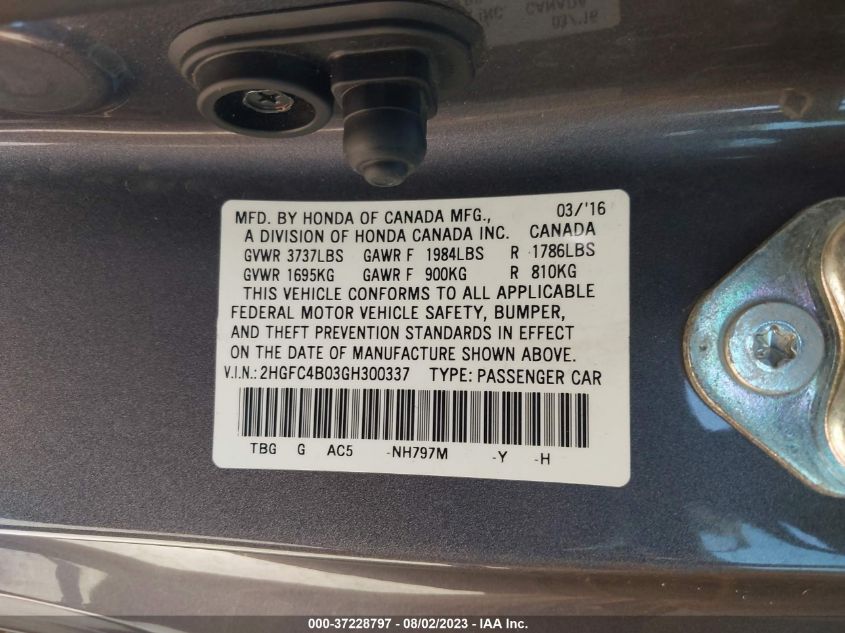 MFD. BY HONDA OF CANADA MFG., 03/'16
A DIVISION OF HONDA CANADA INC. CANADA
GVWR 3737LBS GAWR F 1984LBS R 1786LBS
GVWR 1695KG GAWR F 900KG R 810KG
THIS VEHICLE CONFORMS TO ALL APPLICABLE
FEDERAL MOTOR VEHICLE SAFETY, BUMPER,
AND THEFT PREVENTION STANDARDS IN EFFECT
ON THE DATE OF MANUFACTURE SHOWN ABOVE.
V.I.N.: 2HGFC4B03GH300337 TYPE: PASSENGER CAR
TBG G AC5 -NH797M -Y -H
000-37228797 - 08/02/2023 - IAA Inc.